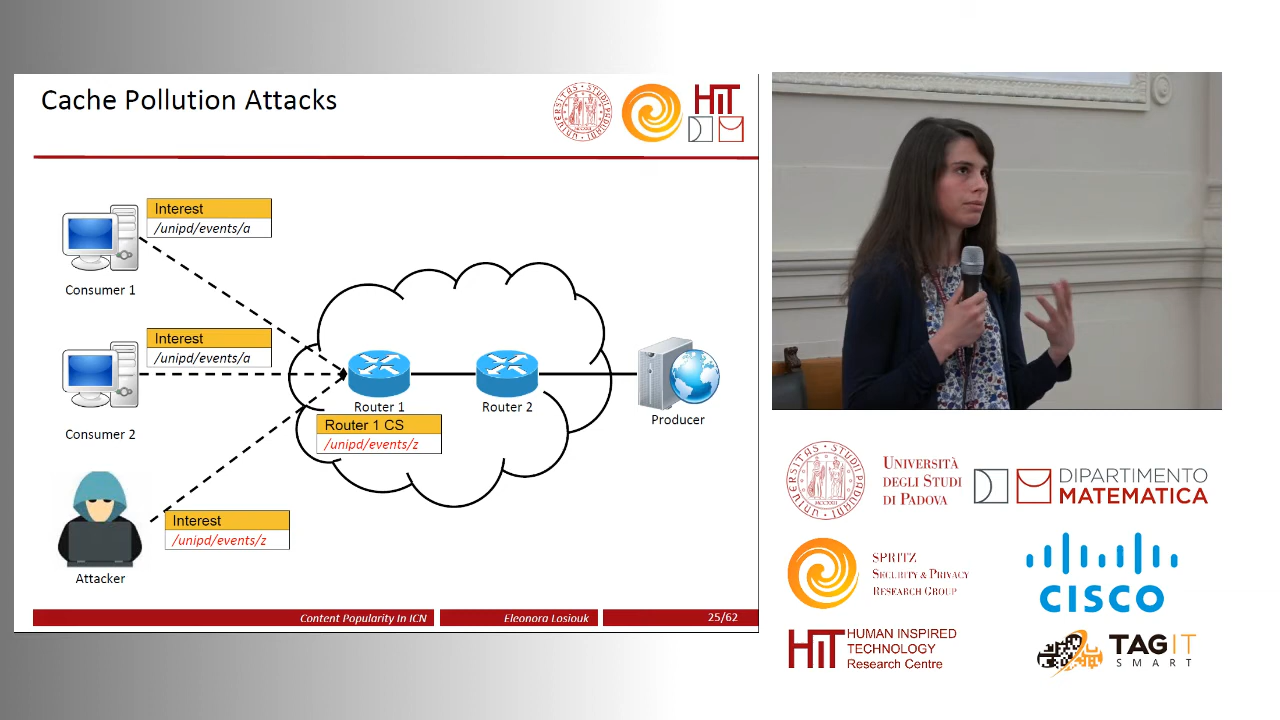 Cache Pollution Attacks
HIT
Interest
/unipd/events/a
Consumer 1
Interest
/unipd/events/a
Consumer 2
Router 1
Router 2
Producer
Router 1 CS
/unipd/events/z
Interest
/unipd/events/z
Attacker
Content Popularity In ICN
Eleonora Losiouk
25/62
UNIVERSITÀ
DEGLI STUDI
DI PADOVA
DIPARTIMENTO
MATEMATICA
SPRITZ
SECURITY & PRIVACY
RESEARCH GROUP
CISCO
HIT HUMAN INSPIRED
TECHNOLOGY
Research Centre
TAGIT
SMART